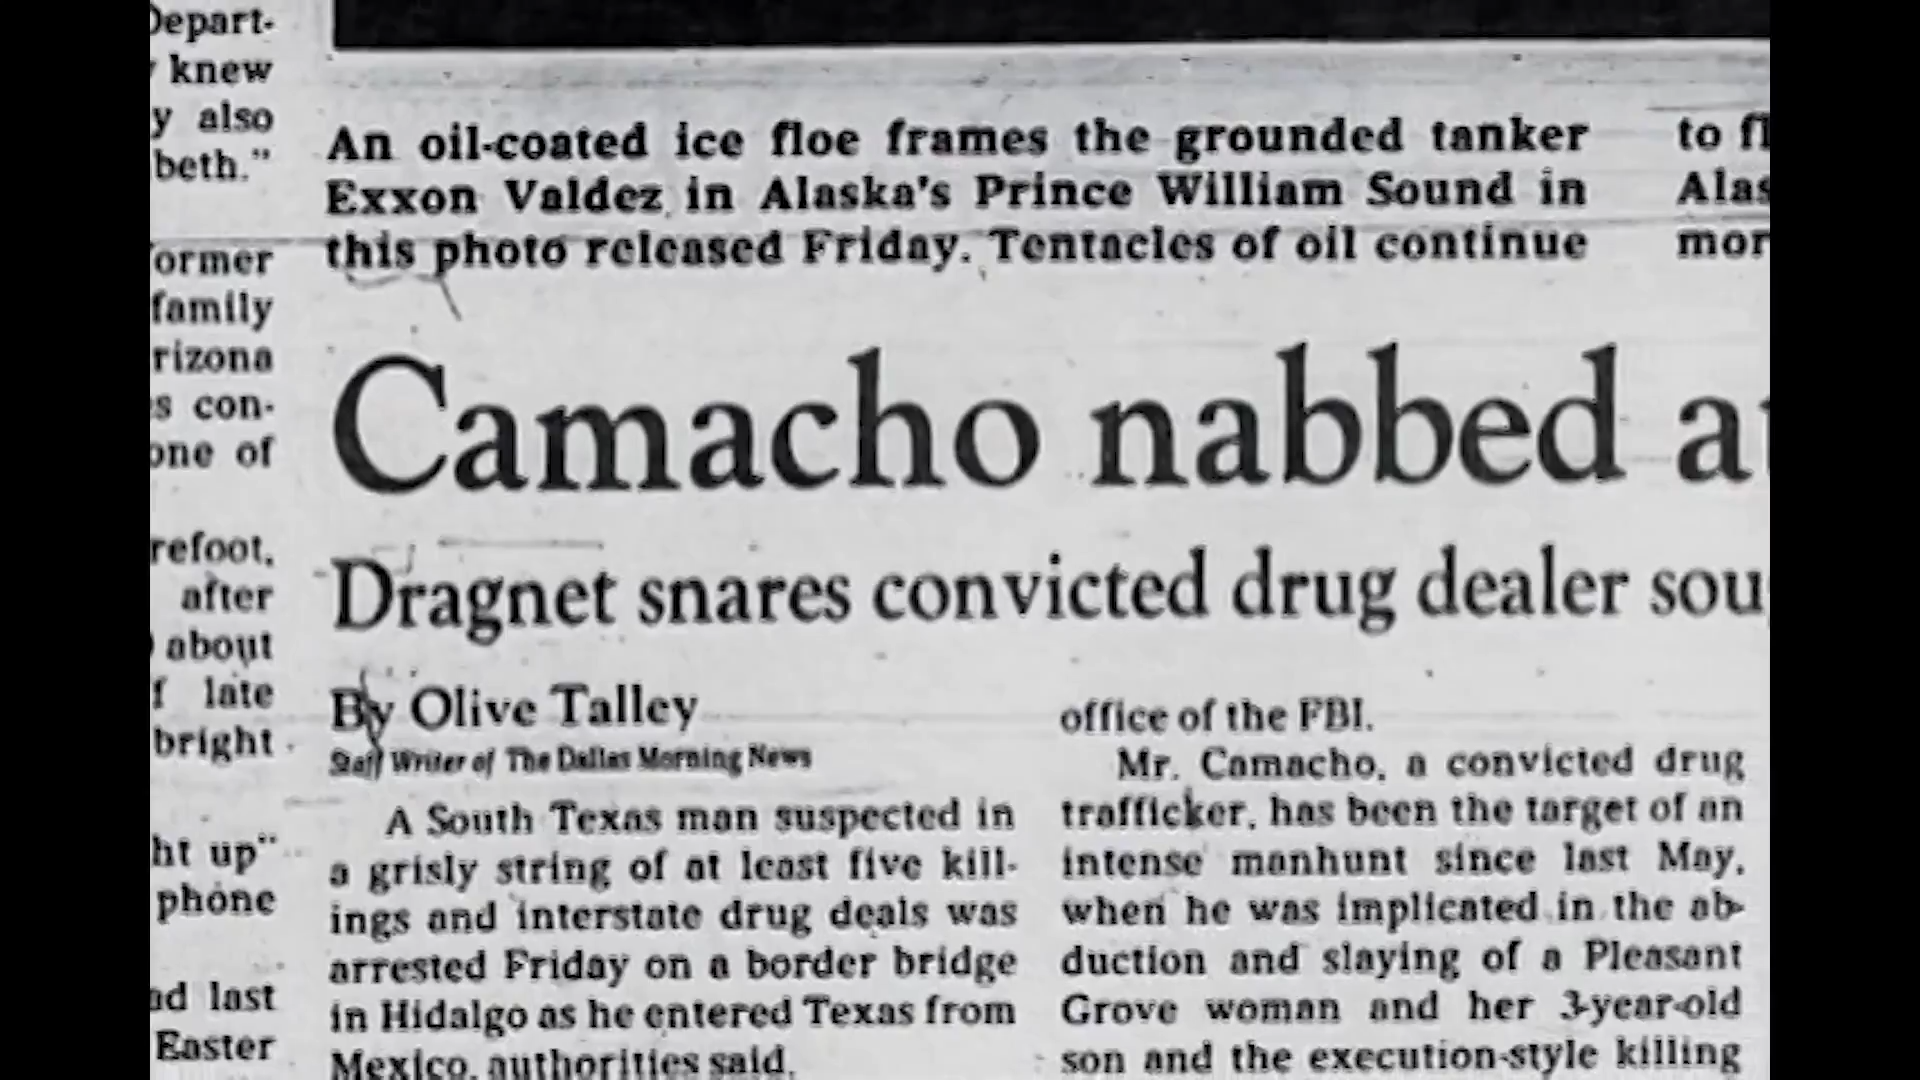 Depart-
knew
y also
beth."
ormer
family
rizona
s con-
one of
refoot,
after
about
f late
bright
ht up"
phone
ad last
Easter
An oil-coated ice floe frames the grounded tanker
Exxon Valdez in Alaska's Prince William Sound in
this photo released Friday. Tentacles of oil continue
to fl
Alas
mor
Camacho nabbed a
Dragnet snares convicted drug dealer sou
By Olive Talley
Staff Writer of The Dallas Morning News
A South Texas man suspected in
a grisly string of at least five kill-
ings and interstate drug deals was
arrested Friday on a border bridge
in Hidalgo as he entered Texas from
Mexico, authorities said.
office of the FBI.
Mr. Camacho, a convicted drug
trafficker, has been the target of an
intense manhunt since last May,
when he was implicated in the ab-
duction and slaying of a Pleasant
Grove woman and her 3-year-old
son and the execution-style killing